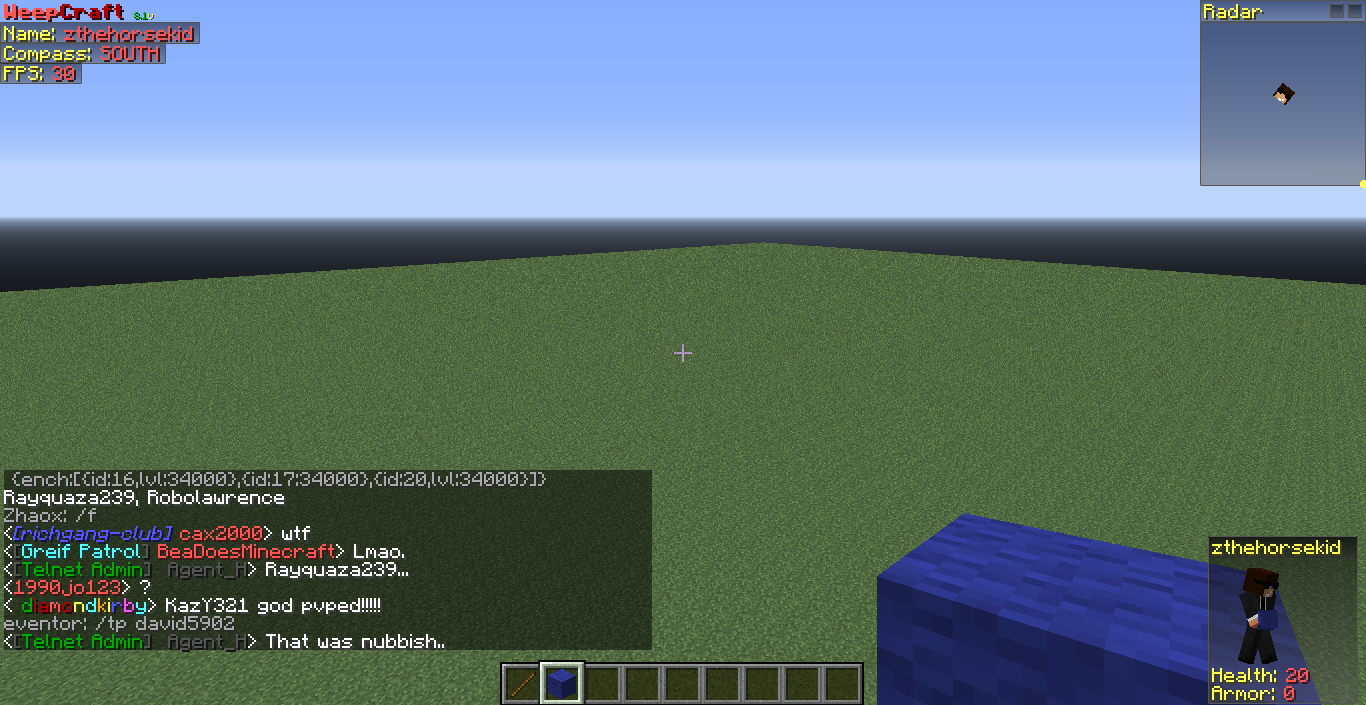 WeepCraft 8.1v
Name: zthehorsekid
Compass: SOUTH
FPS: 30
Radar
{ench:[{id:16,lvl:34000},{id:17:34000},{id:20,lvl:34000}]}
Rayquaza239, Robolawrence
Zhaox: /f
<[richgang-club] cax2000> wtf
<[Greif Patrol] BeaDoesMinecraft> Lmao.
<[Telnet Admin] Agent_H> Rayquaza239...
<1990jo123> ?
< diamondkirby> KazY321 god pvped!!!!!
eventor: /tp david5902
<[Telnet Admin] Agent_H> That was nubbish..
zthehorsekid
Health: 20
Armor: 0